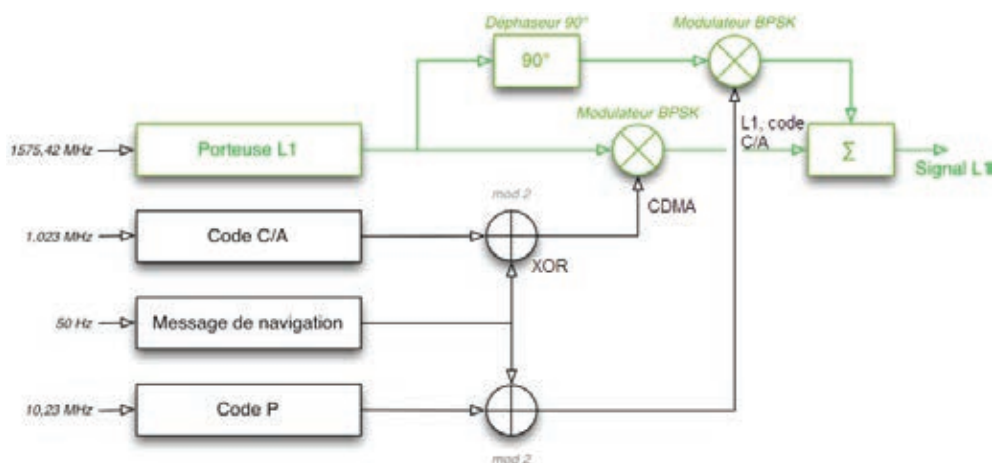 Déphaseur 90°
Modulateur BPSK
90°
Modulateur BPSK
L1, code
C/A
1575,42 MHz
Porteuse L1
Σ
Signal L1
mod 2
CDMA
1.023 MHz
Code C/A
XOR
50 Hz
Message de navigation
10,23 MHz
Code P
mod 2